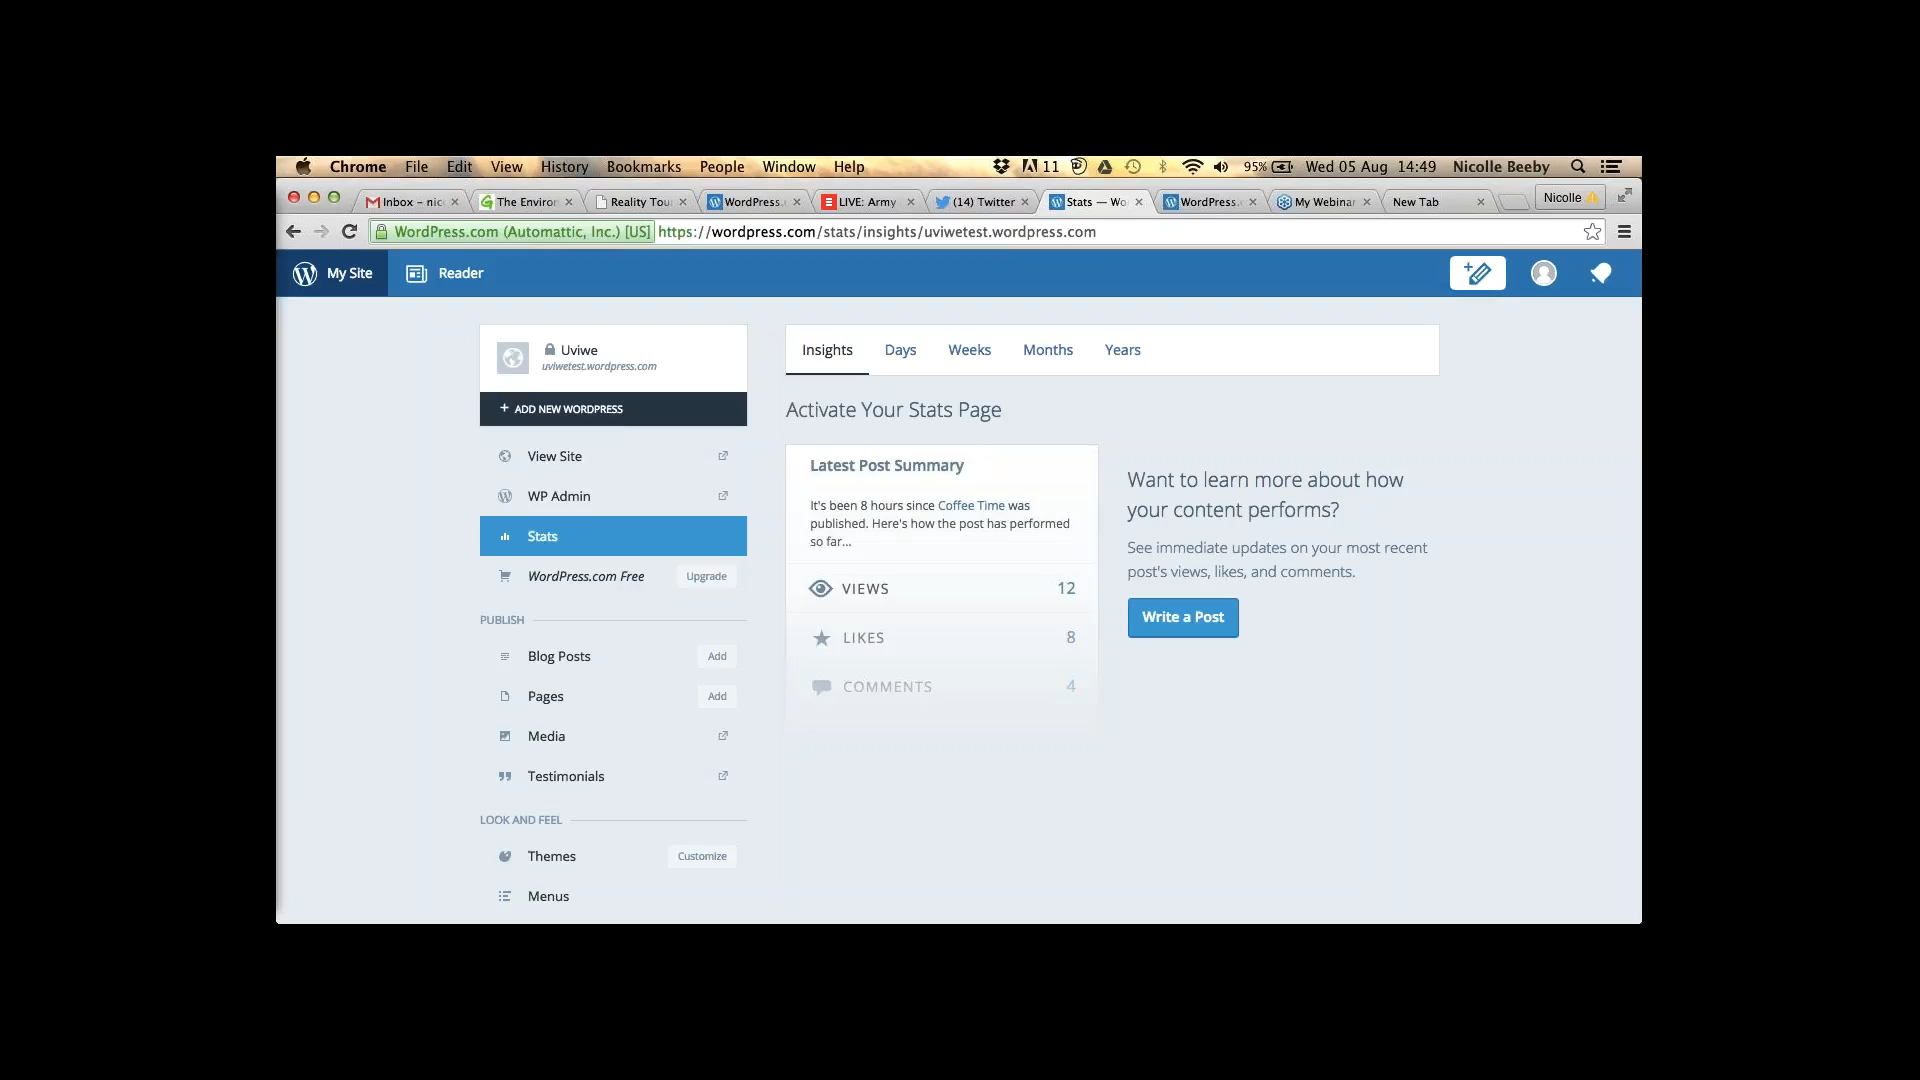 Chrome File Edit View History Bookmarks People Window Help 11 95% Wed 05 Aug 14:49 Nicolle Beeby
Inbox – nic The Enviro Reality Tou WordPress. LIVE: Army (14) Twitter Stats — Wo WordPress. My Webinar New Tab Nicolle
WordPress.com (Automattic, Inc.) [US] https://wordpress.com/stats/insights/uviwetest.wordpress.com
My Site Reader
Uviwe
uviwetest.wordpress.com
+ ADD NEW WORDPRESS
View Site
WP Admin
Stats
WordPress.com Free Upgrade
PUBLISH
Blog Posts Add
Pages Add
Media
Testimonials
LOOK AND FEEL
Themes Customize
Menus
Insights Days Weeks Months Years
Activate Your Stats Page
Latest Post Summary
It's been 8 hours since Coffee Time was
published. Here's how the post has performed
so far...
VIEWS 12
LIKES 8
COMMENTS 4
Want to learn more about how
your content performs?
See immediate updates on your most recent
post's views, likes, and comments.
Write a Post